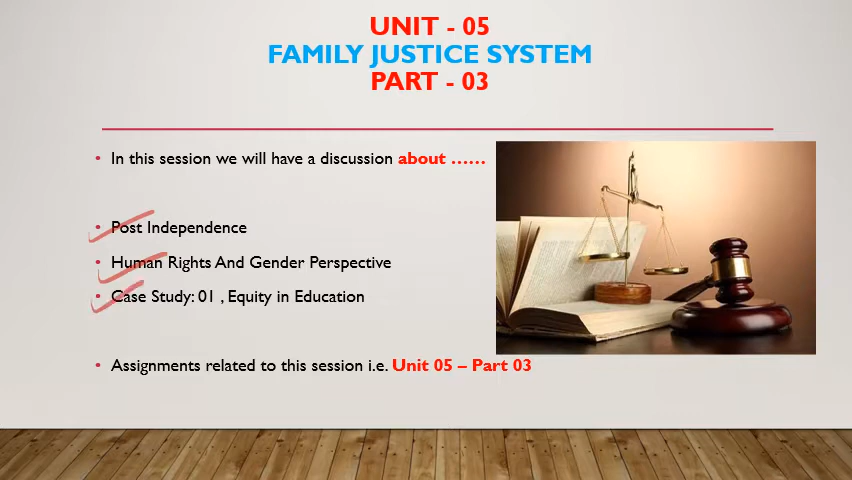 UNIT - 05
FAMILY JUSTICE SYSTEM
PART - 03
• In this session we will have a discussion about ……
• Post Independence
• Human Rights And Gender Perspective
• Case Study: 01 , Equity in Education
• Assignments related to this session i.e. Unit 05 – Part 03